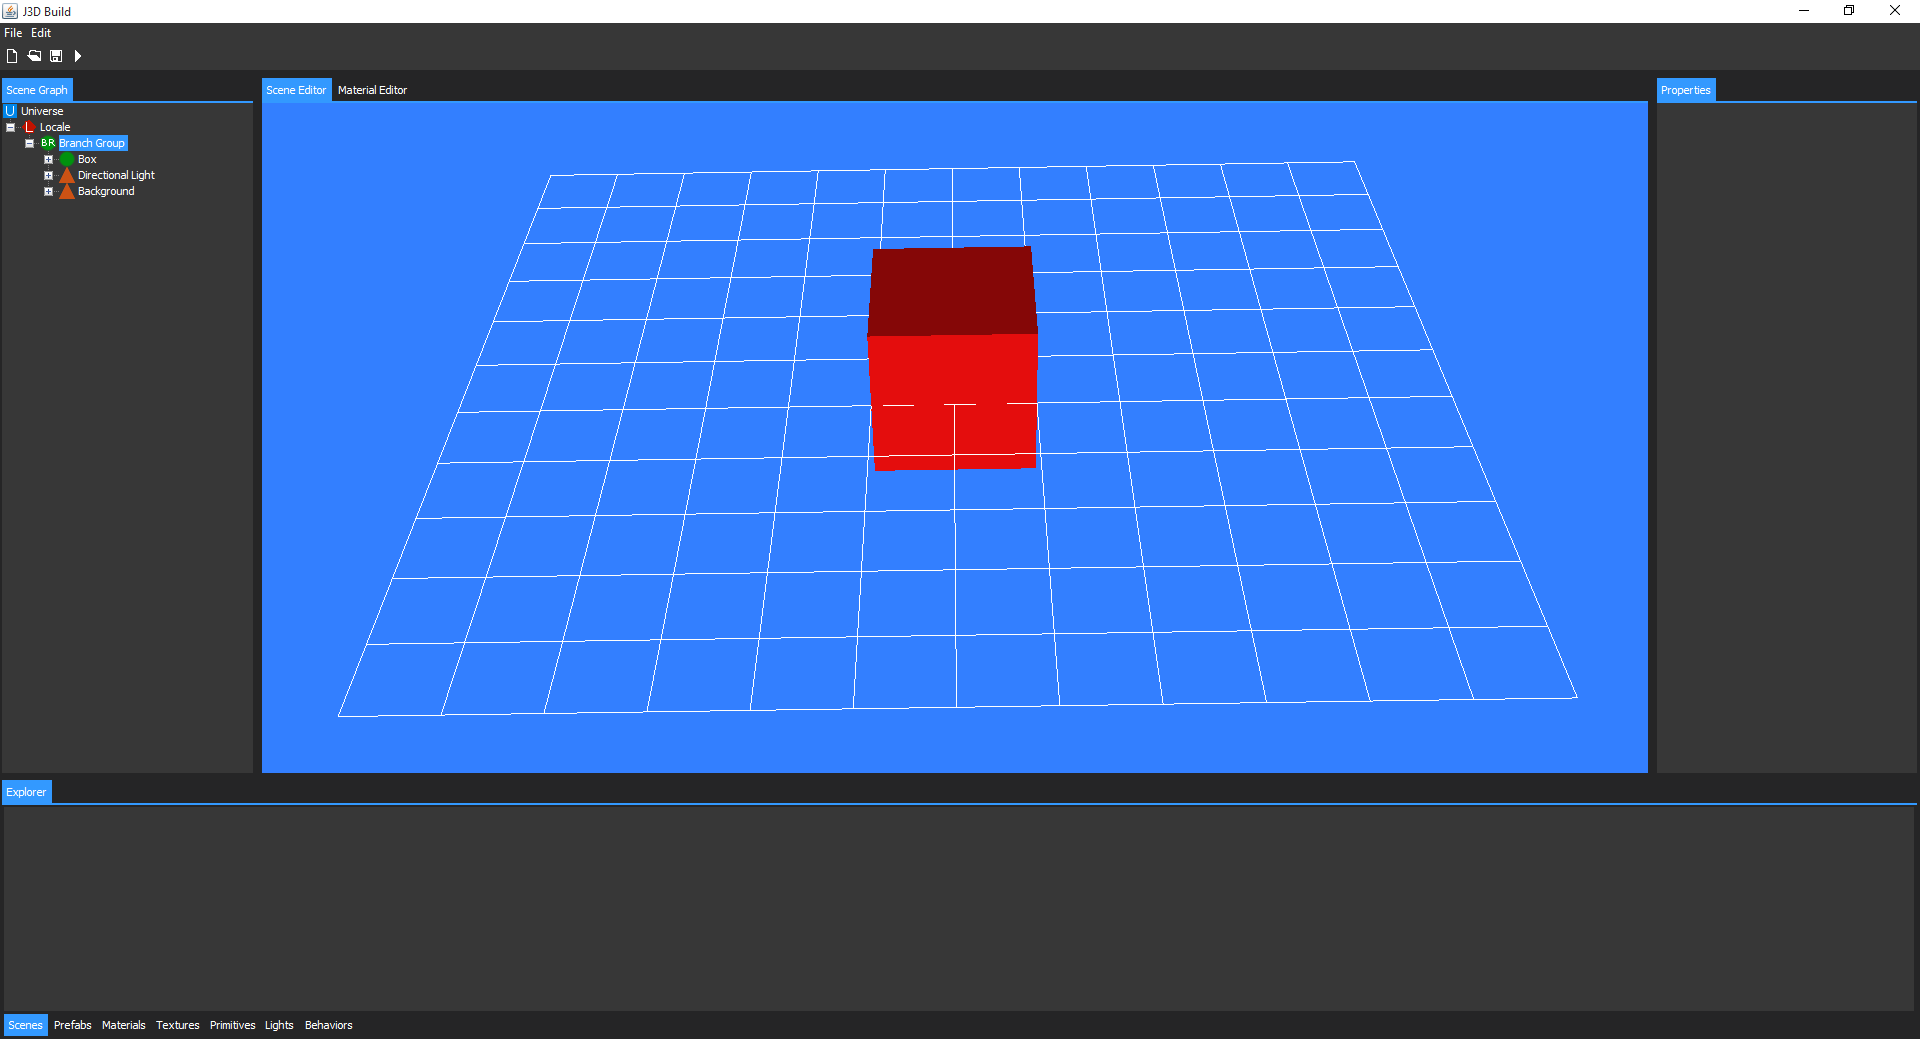 J3D Build
File Edit
Scene Graph
Scene Editor Material Editor
Properties
U Universe
L Locale
BR Branch Group
Box
Directional Light
Background
Explorer
Scenes Prefabs Materials Textures Primitives Lights Behaviors